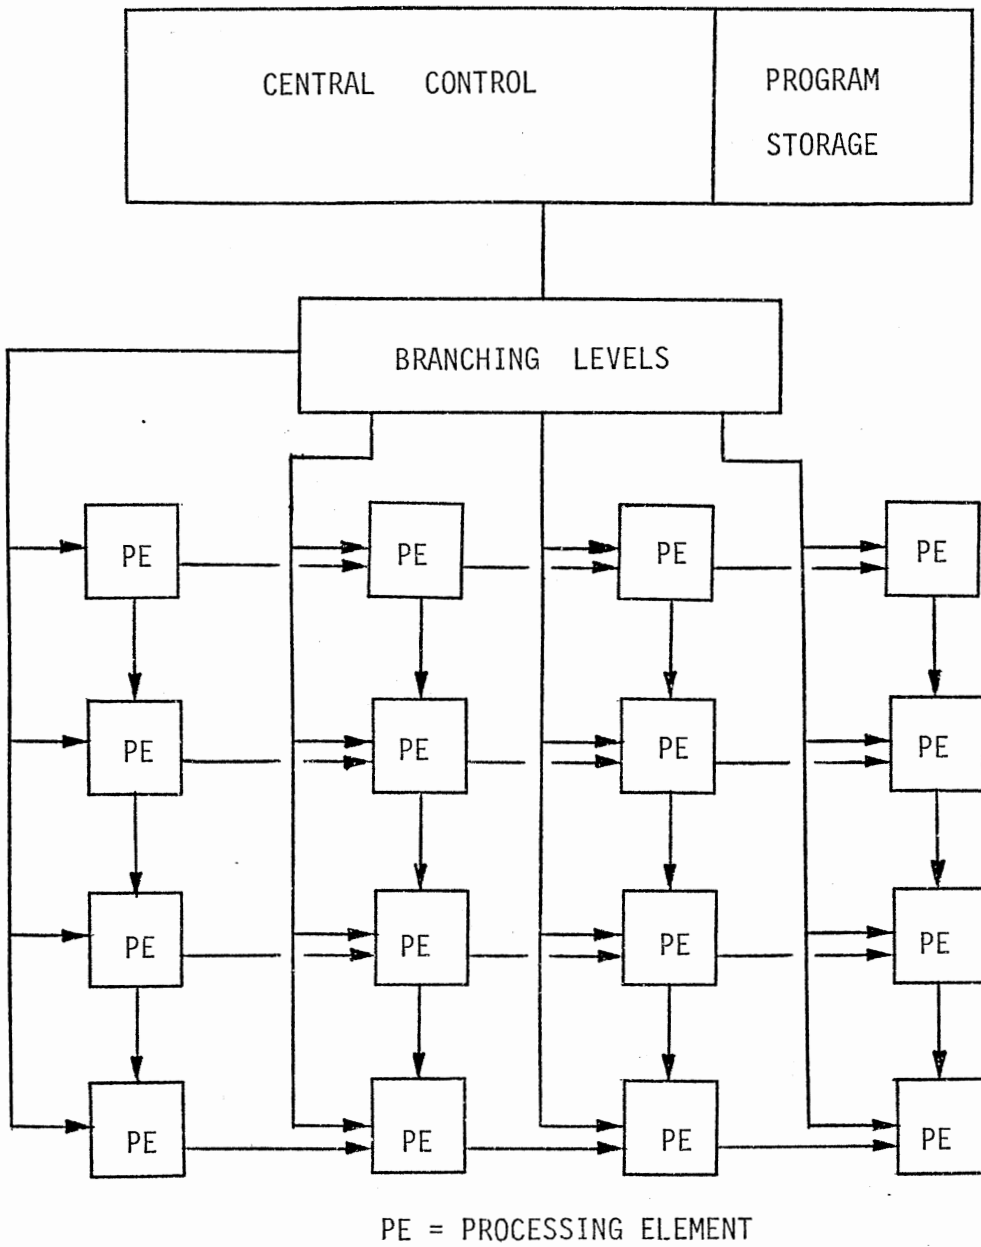 CENTRAL CONTROL
PROGRAM
STORAGE
BRANCHING LEVELS
PE PE PE PE
PE PE PE PE
PE PE PE PE
PE PE PE PE
PE = PROCESSING ELEMENT